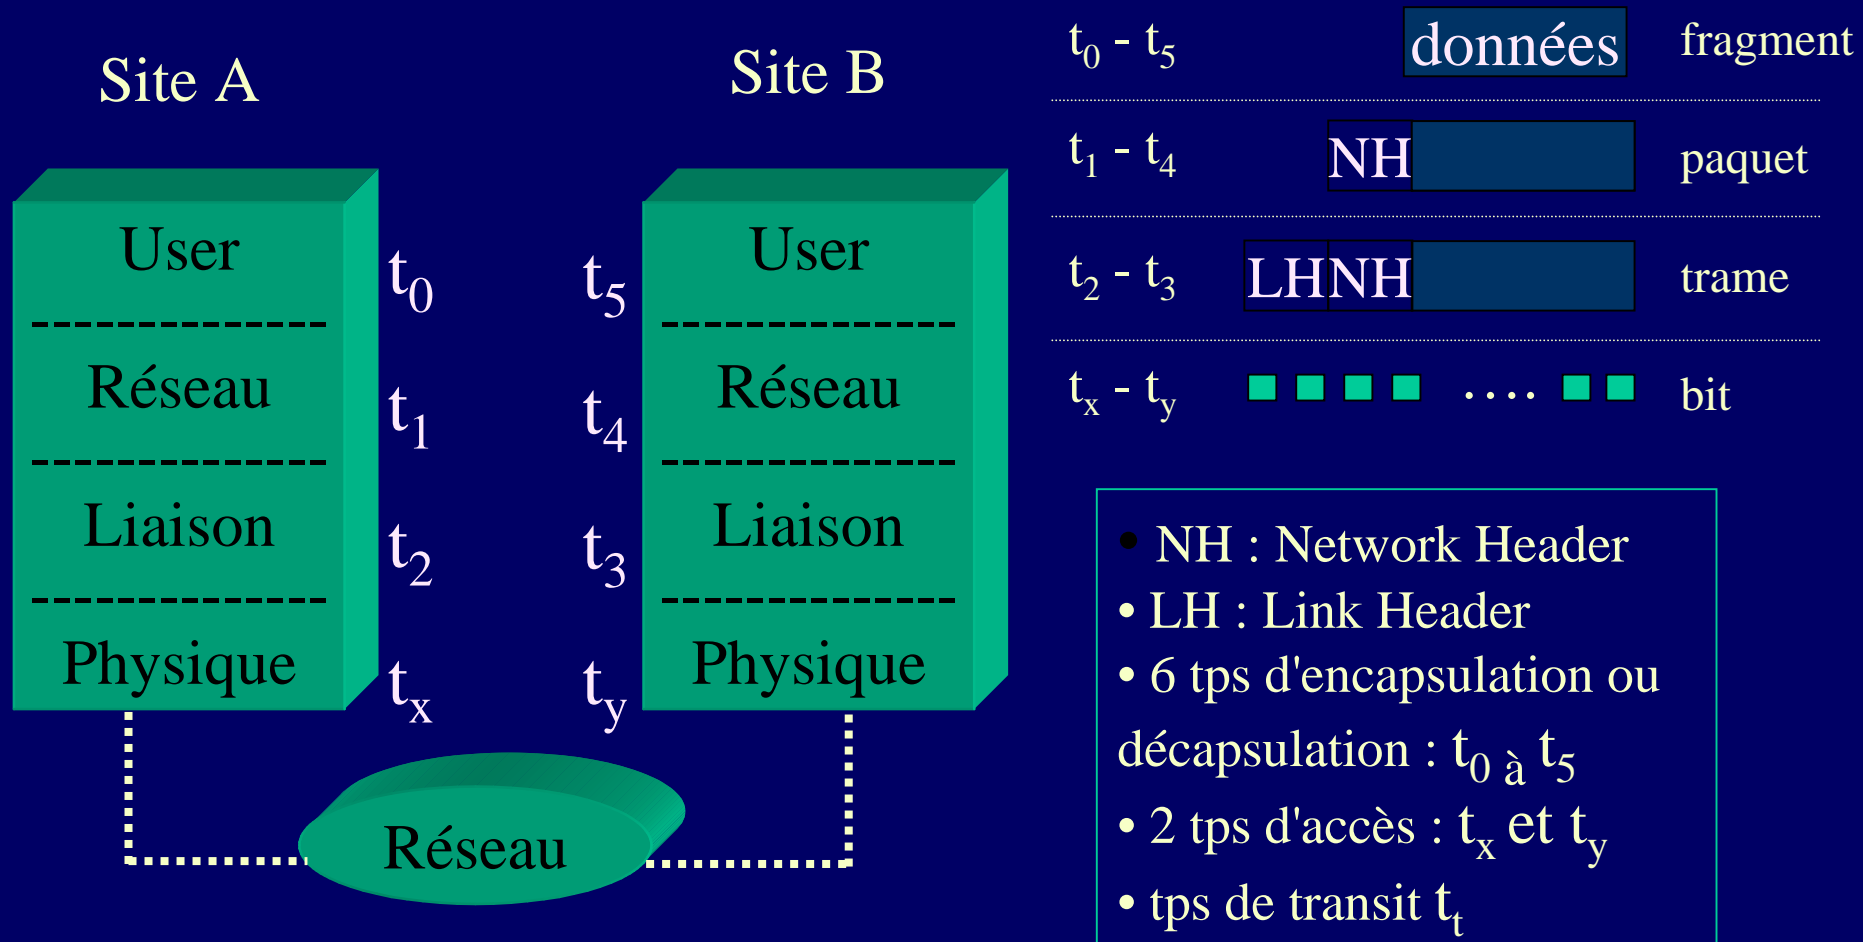 Site A
User
Réseau
Liaison
Physique
t0
t1
t2
tx
Site B
t5
t4
t3
ty
User
Réseau
Liaison
Physique
Réseau
t0 - t5 données fragment
t1 - t4 NH paquet
t2 - t3 LH NH trame
tx - ty .... bit
• NH : Network Header
• LH : Link Header
• 6 tps d'encapsulation ou
décapsulation : t0 à t5
• 2 tps d'accès : tx et ty
• tps de transit tt